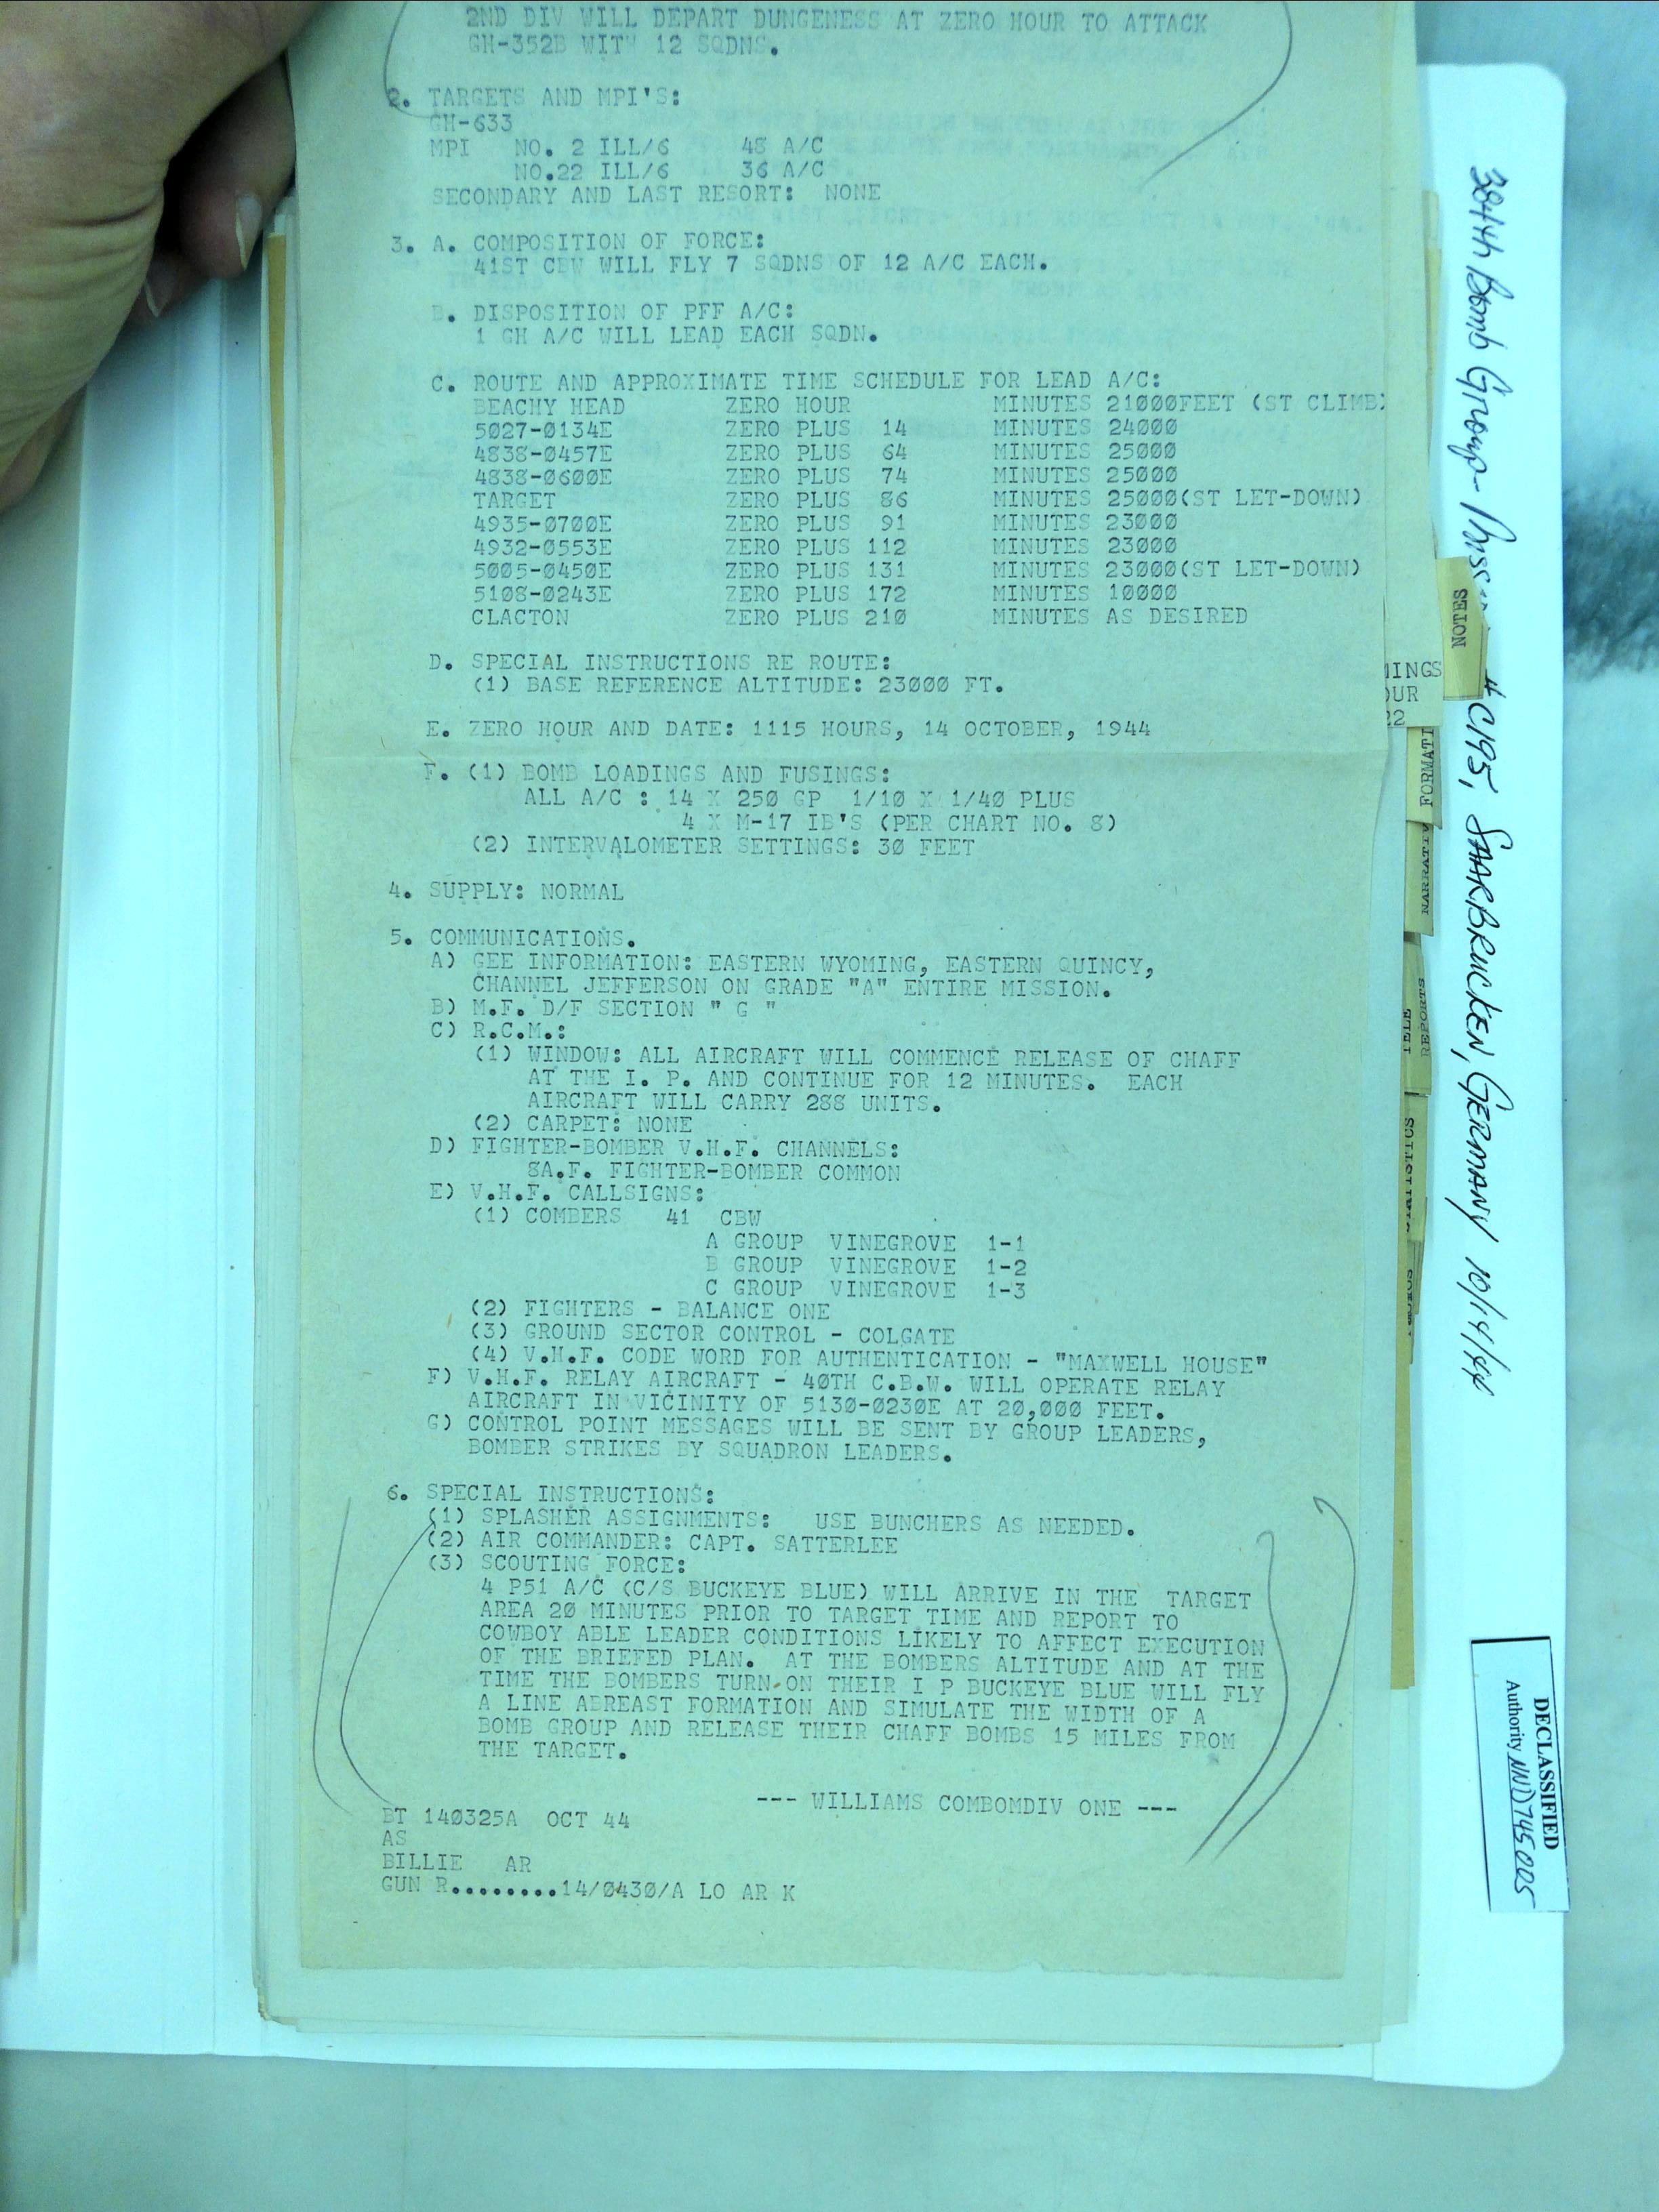 2ND DIV WILL DEPART DUNGENESS AT ZERO HOUR TO ATTACK
GH-352B WITH 12 SQDNS.
2. TARGETS AND MPI'S:
GH-633
MPI NO. 2 ILL/6 48 A/C
NO.22 ILL/6 36 A/C
SECONDARY AND LAST RESORT: NONE
3. A. COMPOSITION OF FORCE:
41ST CBW WILL FLY 7 SQDNS OF 12 A/C EACH.
B. DISPOSITION OF PFF A/C:
1 GH A/C WILL LEAD EACH SQDN.
C. ROUTE AND APPROXIMATE TIME SCHEDULE FOR LEAD A/C:
BEACHY HEAD ZERO HOUR MINUTES 21000FEET (ST CLIMB)
5027-0134E ZERO PLUS 14 MINUTES 24000
4838-0457E ZERO PLUS 64 MINUTES 25000
4838-0600E ZERO PLUS 74 MINUTES 25000
TARGET ZERO PLUS 86 MINUTES 25000(ST LET-DOWN)
4935-0700E ZERO PLUS 91 MINUTES 23000
4932-0553E ZERO PLUS 112 MINUTES 23000
5005-0450E ZERO PLUS 131 MINUTES 23000(ST LET-DOWN)
5108-0243E ZERO PLUS 172 MINUTES 10000
CLACTON ZERO PLUS 210 MINUTES AS DESIRED
D. SPECIAL INSTRUCTIONS RE ROUTE:
(1) BASE REFERENCE ALTITUDE: 23000 FT.
E. ZERO HOUR AND DATE: 1115 HOURS, 14 OCTOBER, 1944
F. (1) BOMB LOADINGS AND FUSINGS:
ALL A/C : 14 X 250 GP 1/10 X 1/40 PLUS
4 X M-17 IB'S (PER CHART NO. 8)
(2) INTERVALOMETER SETTINGS: 30 FEET
4. SUPPLY: NORMAL
5. COMMUNICATIONS.
A) GEE INFORMATION: EASTERN WYOMING, EASTERN QUINCY,
CHANNEL JEFFERSON ON GRADE "A" ENTIRE MISSION.
B) M.F. D/F SECTION " G "
C) R.C.M.:
(1) WINDOW: ALL AIRCRAFT WILL COMMENCE RELEASE OF CHAFF
AT THE I. P. AND CONTINUE FOR 12 MINUTES. EACH
AIRCRAFT WILL CARRY 288 UNITS.
(2) CARPET: NONE
D) FIGHTER-BOMBER V.H.F. CHANNELS:
8A.F. FIGHTER-BOMBER COMMON
E) V.H.F. CALLSIGNS:
(1) COMBERS 41 CBW
A GROUP VINEGROVE 1-1
B GROUP VINEGROVE 1-2
C GROUP VINEGROVE 1-3
(2) FIGHTERS - BALANCE ONE
(3) GROUND SECTOR CONTROL - COLGATE
(4) V.H.F. CODE WORD FOR AUTHENTICATION - "MAXWELL HOUSE"
F) V.H.F. RELAY AIRCRAFT - 40TH C.B.W. WILL OPERATE RELAY
AIRCRAFT IN VICINITY OF 5130-0230E AT 20,000 FEET.
G) CONTROL POINT MESSAGES WILL BE SENT BY GROUP LEADERS,
BOMBER STRIKES BY SQUADRON LEADERS.
6. SPECIAL INSTRUCTIONS:
(1) SPLASHER ASSIGNMENTS: USE BUNCHERS AS NEEDED.
(2) AIR COMMANDER: CAPT. SATTERLEE
(3) SCOUTING FORCE:
4 P51 A/C (C/S BUCKEYE BLUE) WILL ARRIVE IN THE TARGET
AREA 20 MINUTES PRIOR TO TARGET TIME AND REPORT TO
COWBOY ABLE LEADER CONDITIONS LIKELY TO AFFECT EXECUTION
OF THE BRIEFED PLAN. AT THE BOMBERS ALTITUDE AND AT THE
TIME THE BOMBERS TURN ON THEIR I P BUCKEYE BLUE WILL FLY
A LINE ABREAST FORMATION AND SIMULATE THE WIDTH OF A
BOMB GROUP AND RELEASE THEIR CHAFF BOMBS 15 MILES FROM
THE TARGET.
--- WILLIAMS COMBOMDIV ONE ---
BT 140325A OCT 44
AS
BILLIE AR
GUN R........14/0430/A LO AR K
384th Bomb Group- #C195; SAARBRUCKEN, GERMANY 10/14/44
NOTES
REPORTS
DECLASSIFIED
Authority NND745005